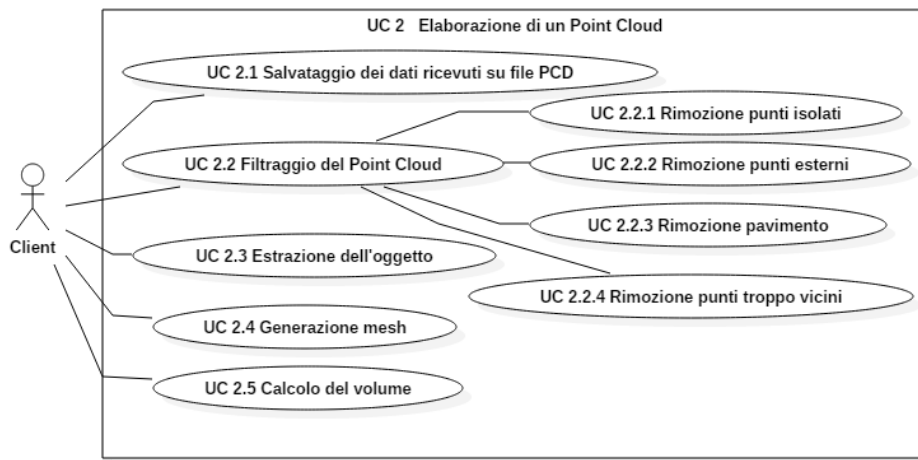 UC 2 Elaborazione di un Point Cloud
UC 2.1 Salvataggio dei dati ricevuti su file PCD
UC 2.2.1 Rimozione punti isolati
UC 2.2 Filtraggio del Point Cloud
UC 2.2.2 Rimozione punti esterni
UC 2.2.3 Rimozione pavimento
Client
UC 2.3 Estrazione dell'oggetto
UC 2.2.4 Rimozione punti troppo vicini
UC 2.4 Generazione mesh
UC 2.5 Calcolo del volume